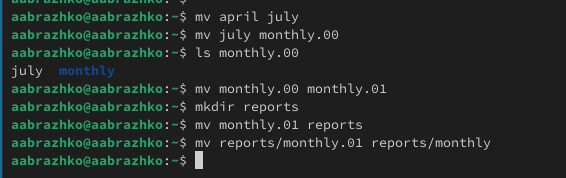 aabrazhko@aabrazhko:~$ mv april july
aabrazhko@aabrazhko:~$ mv july monthly.00
aabrazhko@aabrazhko:~$ ls monthly.00
july  monthly
aabrazhko@aabrazhko:~$ mv monthly.00 monthly.01
aabrazhko@aabrazhko:~$ mkdir reports
aabrazhko@aabrazhko:~$ mv monthly.01 reports
aabrazhko@aabrazhko:~$ mv reports/monthly.01 reports/monthly
aabrazhko@aabrazhko:~$